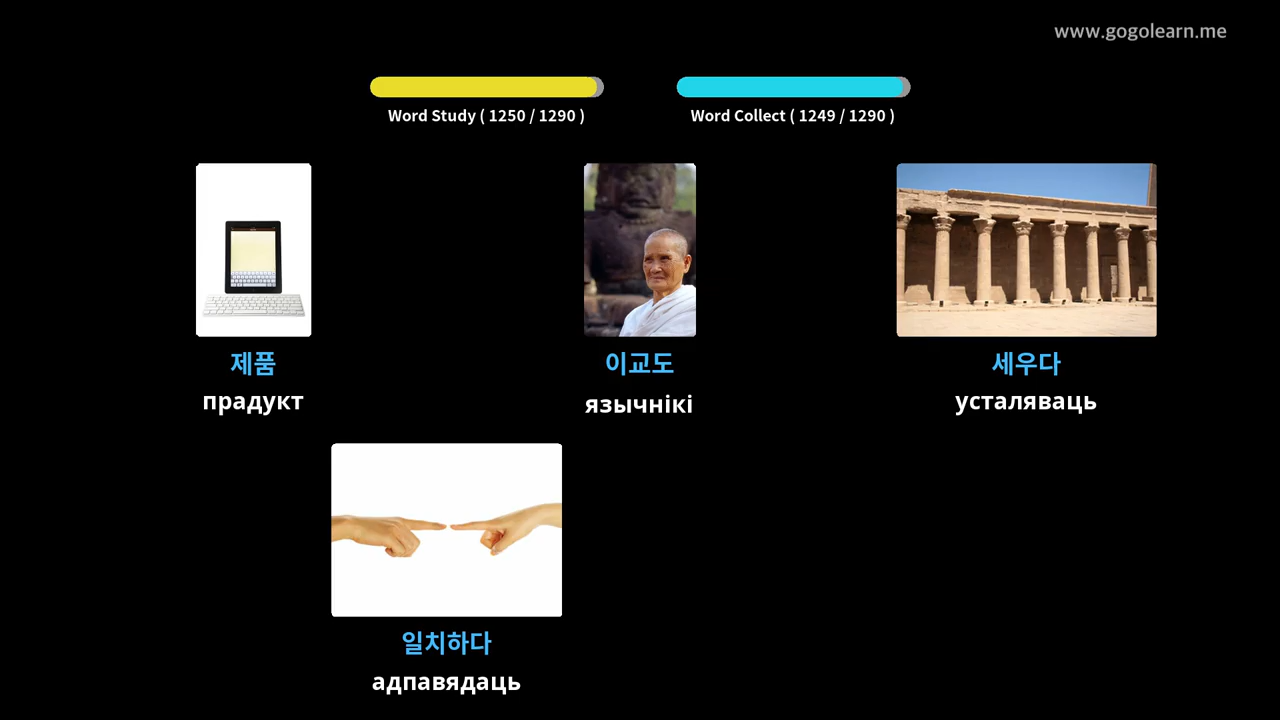 www.gogolearn.me
Word Study ( 1250 / 1290 )
Word Collect ( 1249 / 1290 )
제품
прадукт
이교도
язычнікі
세우다
усталяваць
일치하다
адпавядаць